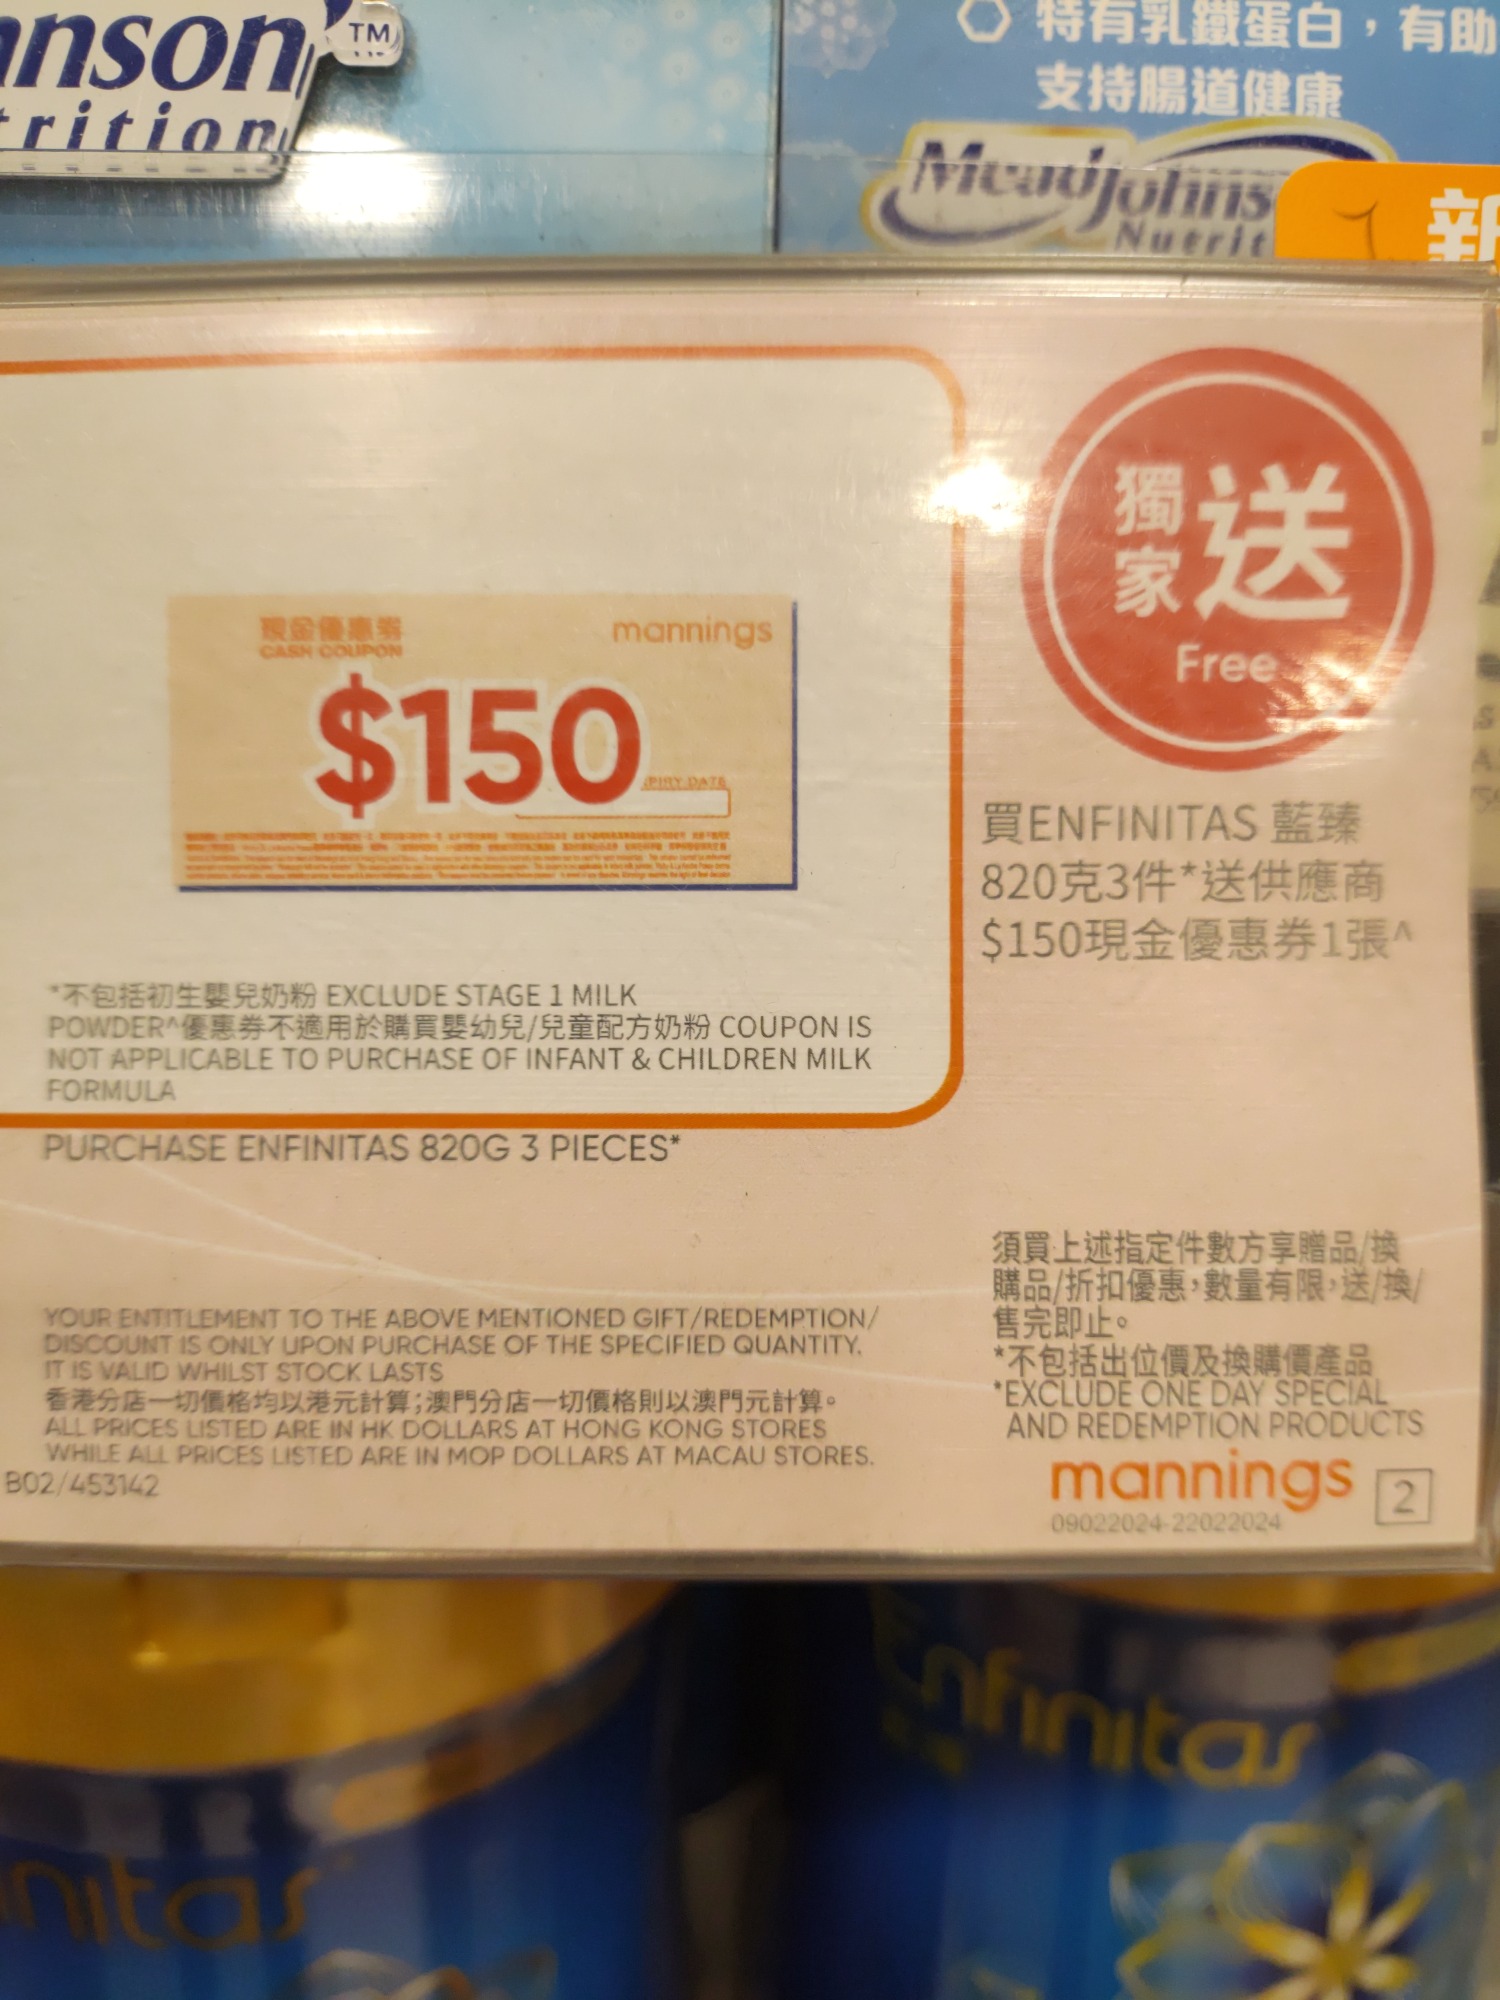 anson
TM
trition
特有乳鐵蛋白，有助
支持腸道健康
MeadJohns
Nutrit
新
獨家送
Free
現金優惠券
CASH COUPON
mannings
$150
PIRY DATE
買ENFINITAS 藍臻
820克3件*送供應商
$150現金優惠券1張^
*不包括初生嬰兒奶粉 EXCLUDE STAGE 1 MILK
POWDER^優惠券不適用於購買嬰幼兒/兒童配方奶粉 COUPON IS
NOT APPLICABLE TO PURCHASE OF INFANT & CHILDREN MILK
FORMULA
PURCHASE ENFINITAS 820G 3 PIECES*
YOUR ENTITLEMENT TO THE ABOVE MENTIONED GIFT/REDEMPTION/
DISCOUNT IS ONLY UPON PURCHASE OF THE SPECIFIED QUANTITY.
IT IS VALID WHILST STOCK LASTS
香港分店一切價格均以港元計算；澳門分店一切價格則以澳門元計算。
ALL PRICES LISTED ARE IN HK DOLLARS AT HONG KONG STORES
WHILE ALL PRICES LISTED ARE IN MOP DOLLARS AT MACAU STORES.
B02/453142
須買上述指定件數方享贈品/換
購品/折扣優惠，數量有限，送/換/
售完即止。
*不包括出位價及換購價產品
*EXCLUDE ONE DAY SPECIAL
AND REDEMPTION PRODUCTS
mannings 2
09022024-22022024
Enfinitas
initas